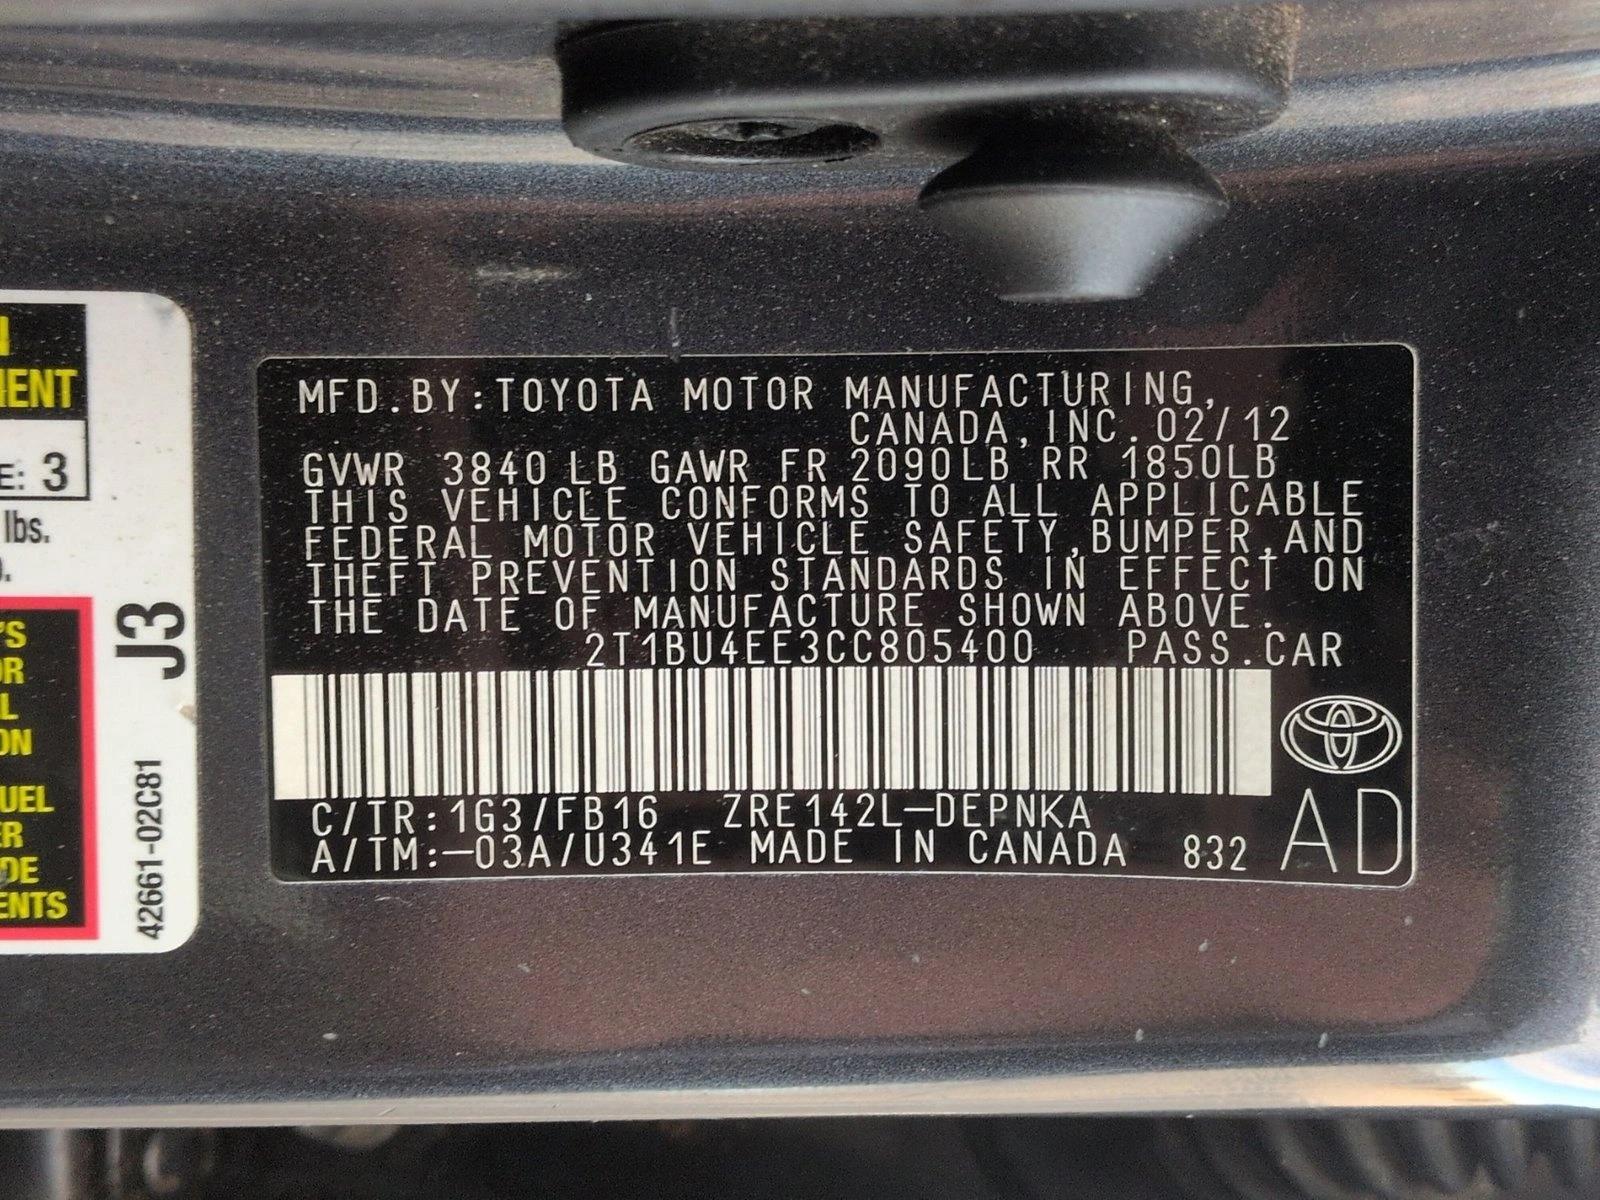 MFD.BY:TOYOTA MOTOR MANUFACTURING,
CANADA,INC.02/12
GVWR 3840 LB GAWR FR 2090LB RR 1850LB
THIS VEHICLE CONFORMS TO ALL APPLICABLE
FEDERAL MOTOR VEHICLE SAFETY,BUMPER,AND
THEFT PREVENTION STANDARDS IN EFFECT ON
THE DATE OF MANUFACTURE SHOWN ABOVE.
2T1BU4EE3CC805400 PASS.CAR
C/TR:1G3/FB16 ZRE142L-DEPNKA
A/TM:-03A/U341E MADE IN CANADA 832 AD
3
lbs.
J3
42661-02C81